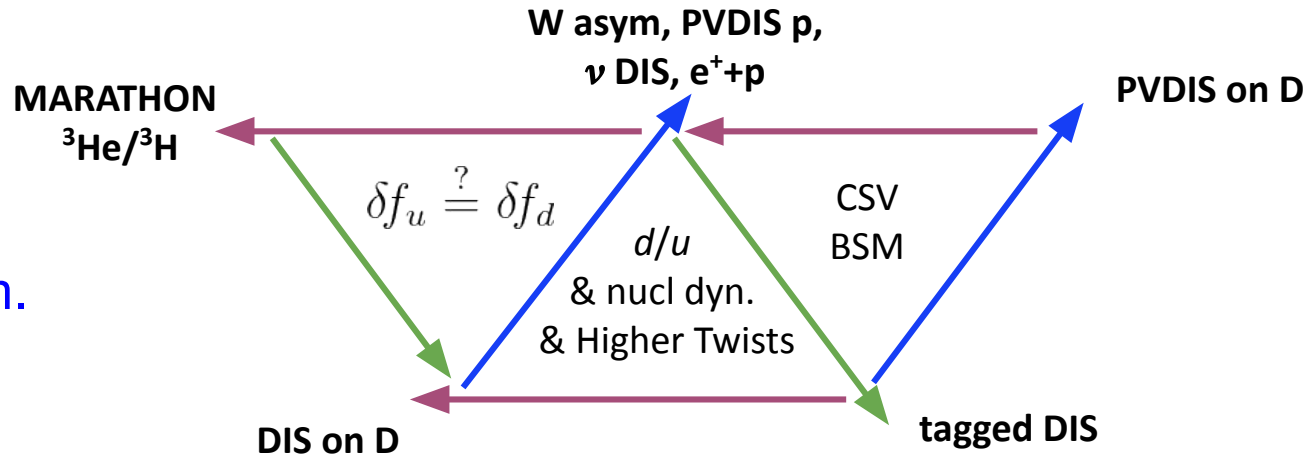 W asym, PVDIS p,
𝝂 DIS, e⁺+p
MARATHON
³He/³H
PVDIS on D
δf_u ≟ δf_d
CSV
BSM
d/u
& nucl dyn.
& Higher Twists
n.
DIS on D
tagged DIS